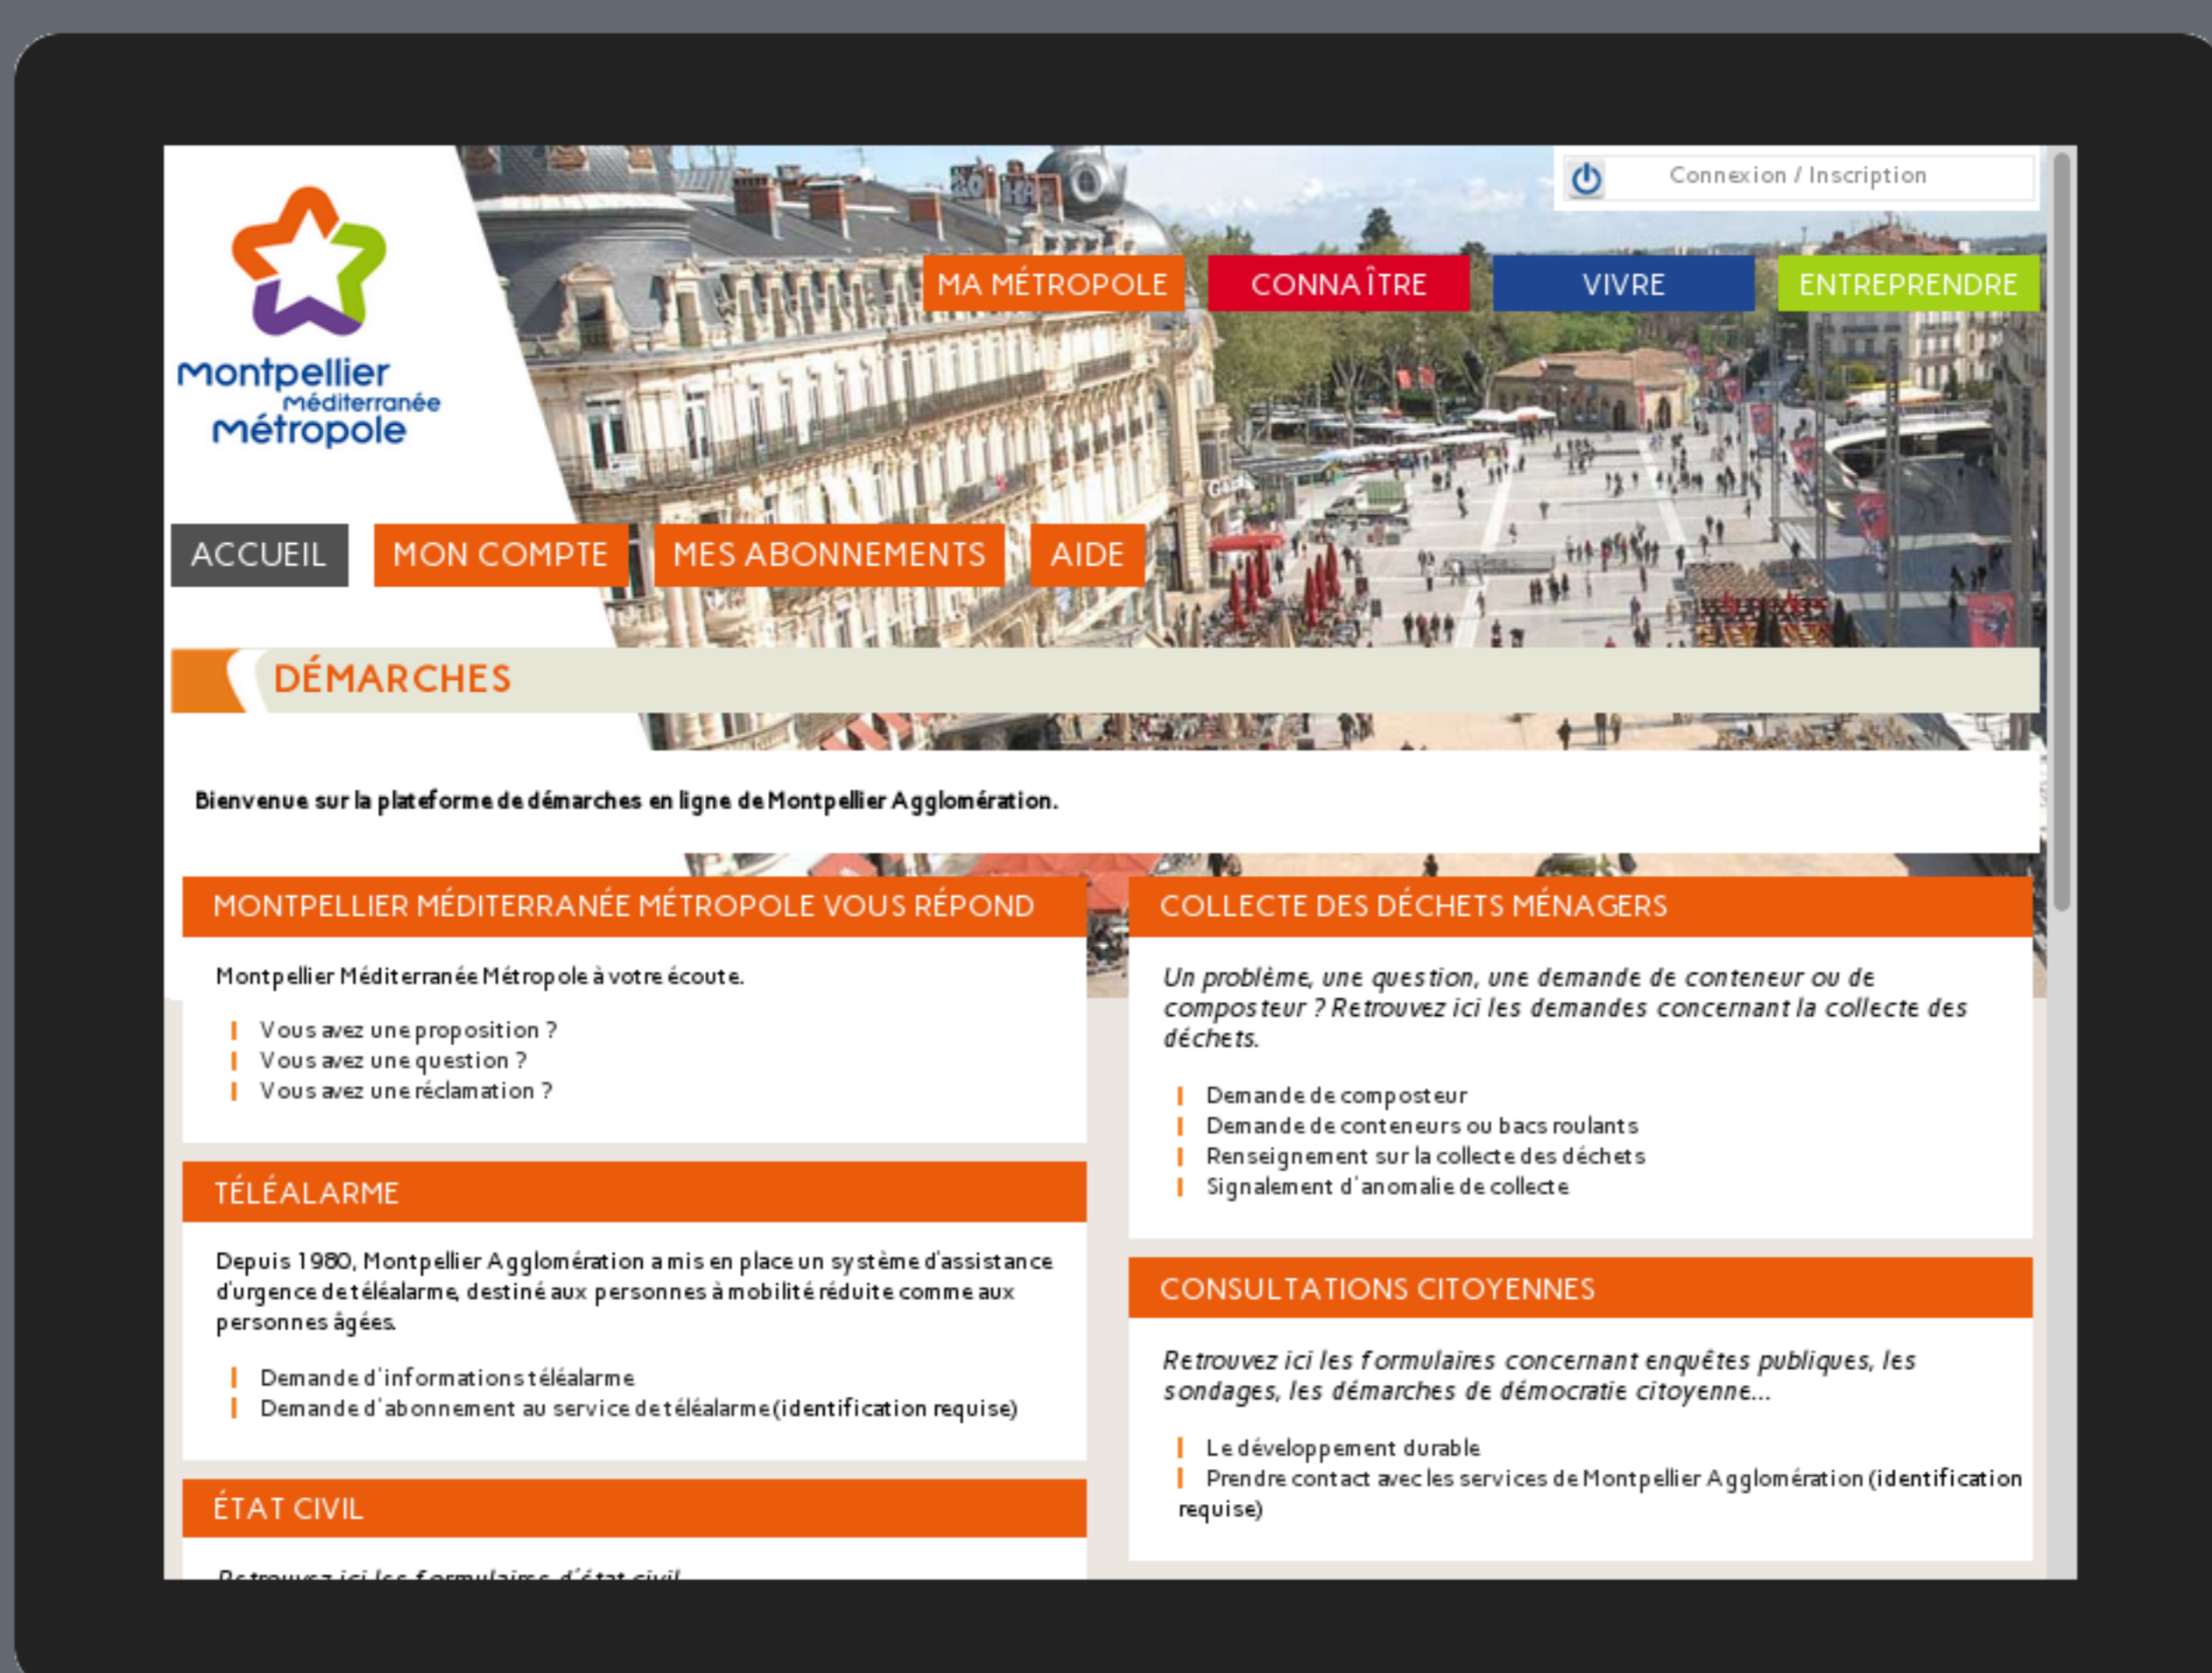 Connexion / Inscription
MA MÉTROPOLE
CONNAÎTRE
VIVRE
ENTREPRENDRE
montpellier
méditerranée
métropole
ACCUEIL
MON COMPTE
MES ABONNEMENTS
AIDE
DÉMARCHES
Bienvenue sur la plateforme de démarches en ligne de Montpellier Agglomération.
MONTPELLIER MÉDITERRANÉE MÉTROPOLE VOUS RÉPOND
Montpellier Méditerranée Métropole à votre écoute.
Vous avez une proposition ?
Vous avez une question ?
Vous avez une réclamation ?
TÉLÉALARME
Depuis 1980, Montpellier Agglomération a mis en place un système d'assistance
d'urgence de téléalarme, destiné aux personnes à mobilité réduite comme aux
personnes âgées.
Demande d'informations téléalarme
Demande d'abonnement au service de téléalarme (identification requise)
ÉTAT CIVIL
Retrouvez ici les formulaires d'état civil
COLLECTE DES DÉCHETS MÉNAGERS
Un problème, une question, une demande de conteneur ou de
composteur ? Retrouvez ici les demandes concernant la collecte des
déchets.
Demande de composteur
Demande de conteneurs ou bacs roulants
Renseignement sur la collecte des déchets
Signalement d'anomalie de collecte
CONSULTATIONS CITOYENNES
Retrouvez ici les formulaires concernant enquêtes publiques, les
sondages, les démarches de démocratie citoyenne...
Le développement durable
Prendre contact avec les services de Montpellier Agglomération (identification
requise)